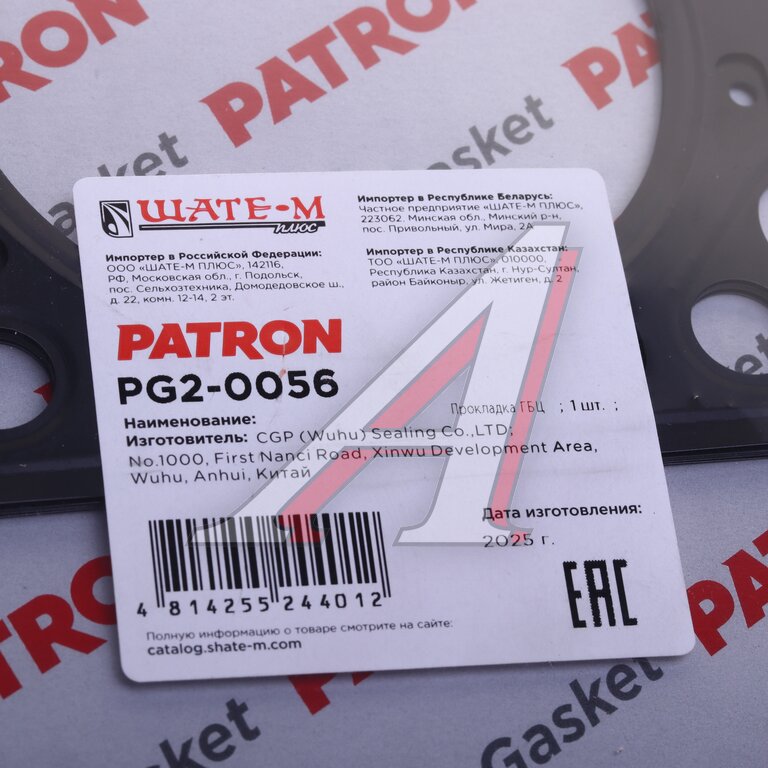 PATRON
PATRON
PATRON
Gasket
Gasket
Gasket
ШАТЕ-М
ПЛЮС
Импортер в Российской Федерации:
ООО «ШАТЕ-М ПЛЮС», 142116,
РФ, Московская обл., г. Подольск,
пос. Сельхозтехника, Домодедовское ш.,
д. 22, комн. 12-14, 2 эт.
Импортер в Республике Беларусь:
Частное предприятие «ШАТЕ-М ПЛЮС»,
223062, Минская обл., Минский р-н,
пос. Привольный, ул. Мира, 2А
Импортер в Республике Казахстан:
ТОО «ШАТЕ-М ПЛЮС» 010000,
Республика Казахстан, г. Нур-Султан,
район Байконыр, ул. Жетиген, д. 2
PATRON
PG2-0056
Наименование:
Прокладка ГБЦ ; 1 шт. ;
Изготовитель: CGP (Wuhu) Sealing Co.,LTD;
No.1000, First Nanci Road, Xinwu Development Area,
Wuhu, Anhui, Китай
Дата изготовления:
2025 г.
4 814255 244012
EAC
Полную информацию о товаре смотрите на сайте:
catalog.shate-m.com
PATRON
PATRON
Gasket
Gasket